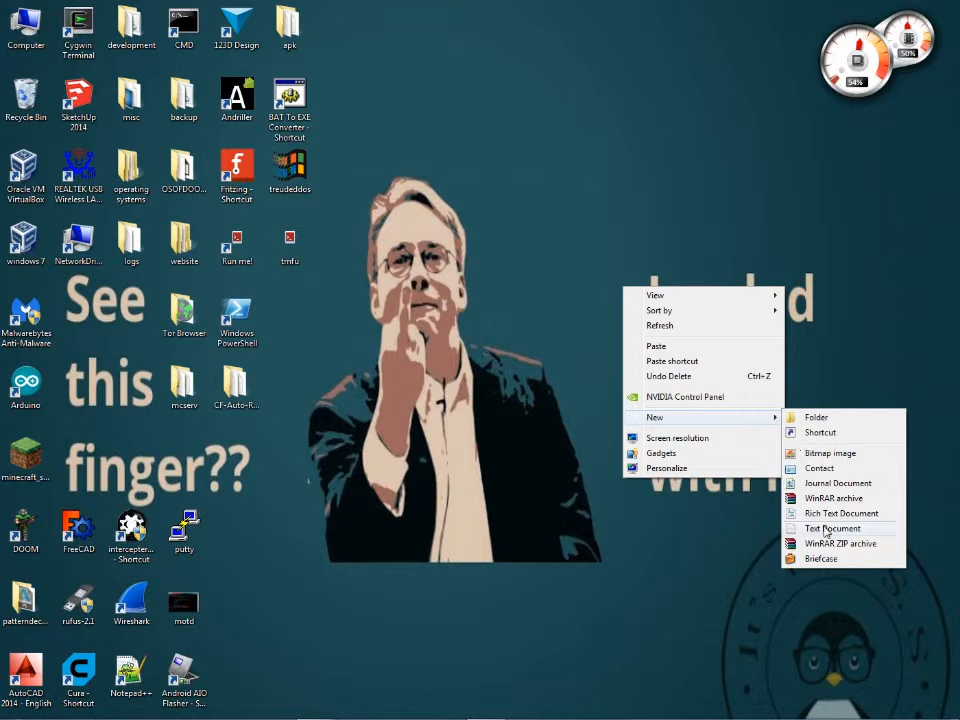 Computer
Cygwin
Terminal
development
CMD
123D Design
apk
Recycle Bin
SketchUp
2014
misc
backup
Andriller
BAT To EXE
Converter -
Shortcut
Oracle VM
VirtualBox
REALTEK USB
Wireless LA...
operating
systems
OSOFDOO...
Fritzing -
Shortcut
treudeddos
windows 7
NetworkDri...
logs
website
Run me!
tmfu
Malwarebytes
Anti-Malware
Tor Browser
Windows
PowerShell
Arduino
mcserv
CF-Auto-R...
minecraft_s...
DOOM
FreeCAD
intercepter...
- Shortcut
putty
patterndec...
rufus-2.1
Wireshark
motd
AutoCAD
2014 - English
Cura -
Shortcut
Notepad++
Android AIO
Flasher - S...
54%
50%
See
this
finger??
View
Sort by
Refresh
Paste
Paste shortcut
Undo Delete Ctrl+Z
NVIDIA Control Panel
New
Screen resolution
Gadgets
Personalize
Folder
Shortcut
Bitmap image
Contact
Journal Document
WinRAR archive
Rich Text Document
Text Document
WinRAR ZIP archive
Briefcase